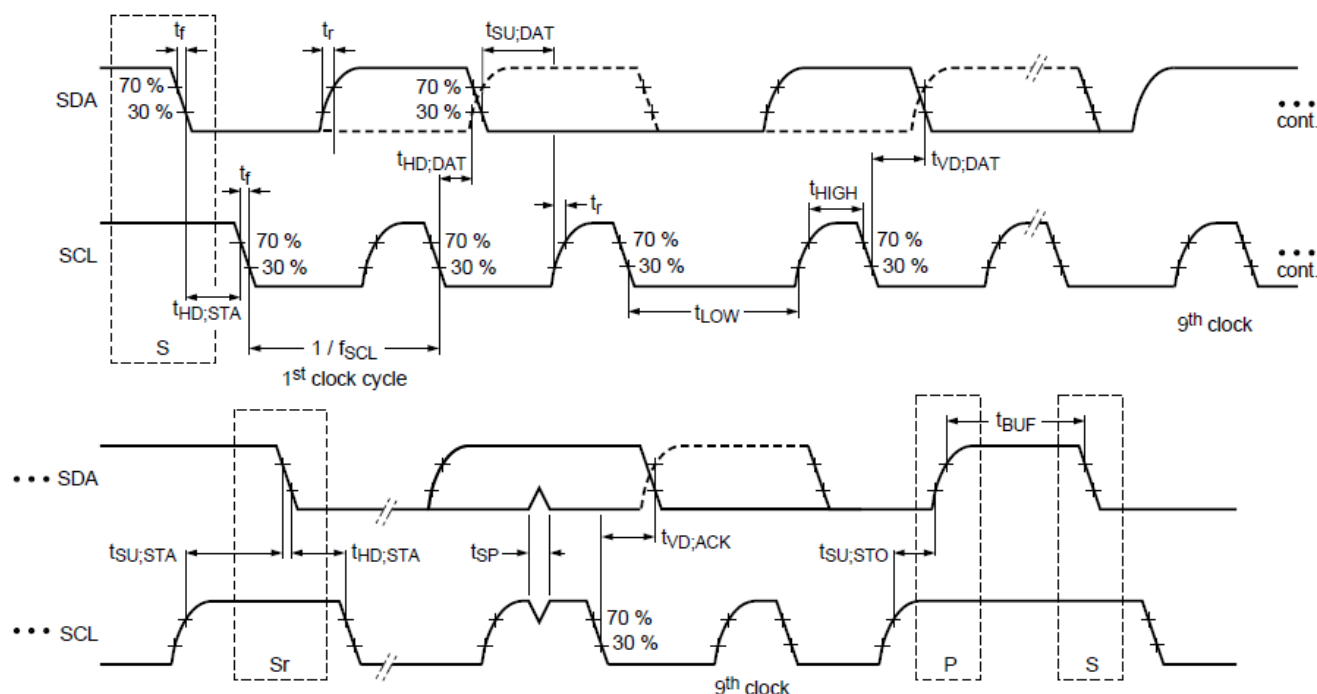 tf tr tSU;DAT
70 % 70 %
SDA
30 % 30 %
••• cont.
tHD;DAT tVD;DAT
tf tr tHIGH
70 % 70 % 70 % 70 %
SCL
30 % 30 % 30 % 30 %
••• cont.
tHD;STA tLOW
9th clock
S 1 / fSCL
1st clock cycle
tBUF
••• SDA
tSU;STA tHD;STA tSP tVD;ACK tSU;STO
70 %
••• SCL
30 %
Sr P S
9th clock